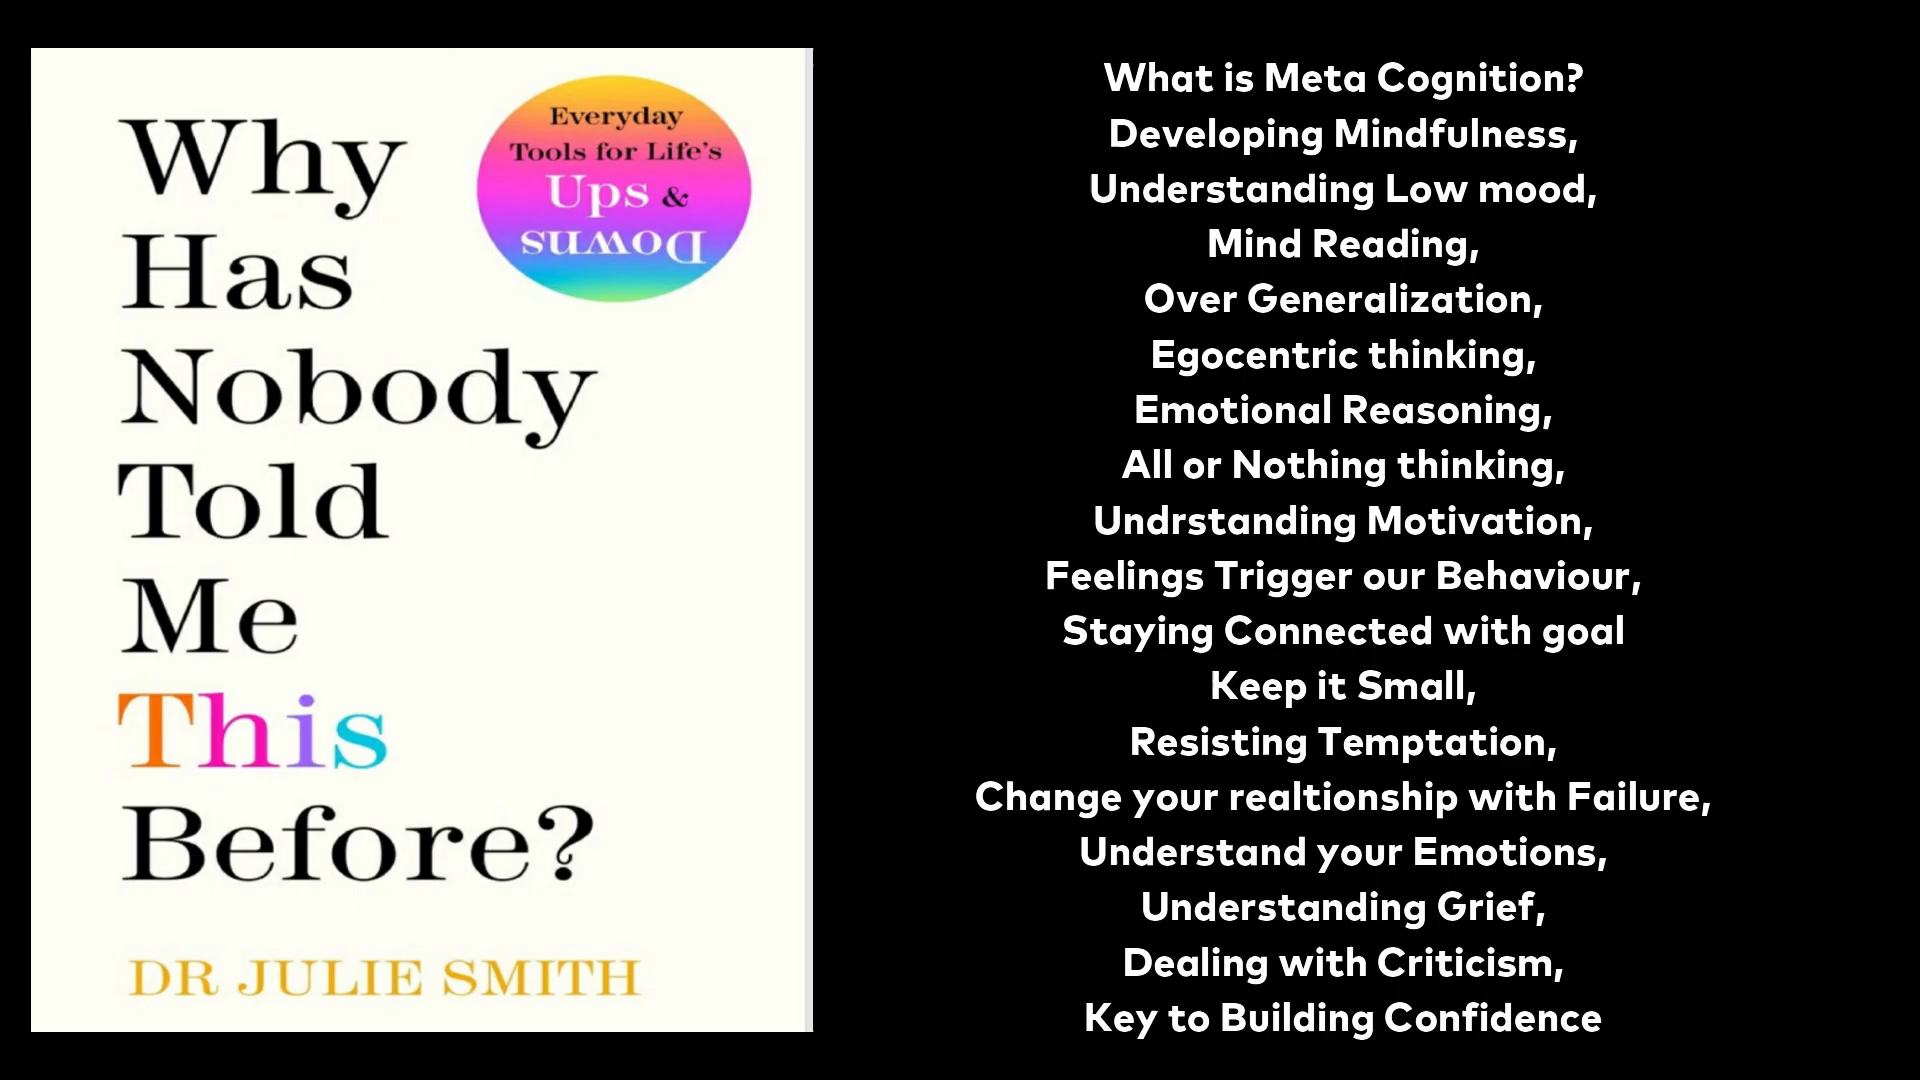 Why
Has
Nobody
Told
Me
This
Before?
Everyday
Tools for Life's
Ups &
Downs
DR JULIE SMITH
What is Meta Cognition?
Developing Mindfulness,
Understanding Low mood,
Mind Reading,
Over Generalization,
Egocentric thinking,
Emotional Reasoning,
All or Nothing thinking,
Undrstanding Motivation,
Feelings Trigger our Behaviour,
Staying Connected with goal
Keep it Small,
Resisting Temptation,
Change your realtionship with Failure,
Understand your Emotions,
Understanding Grief,
Dealing with Criticism,
Key to Building Confidence